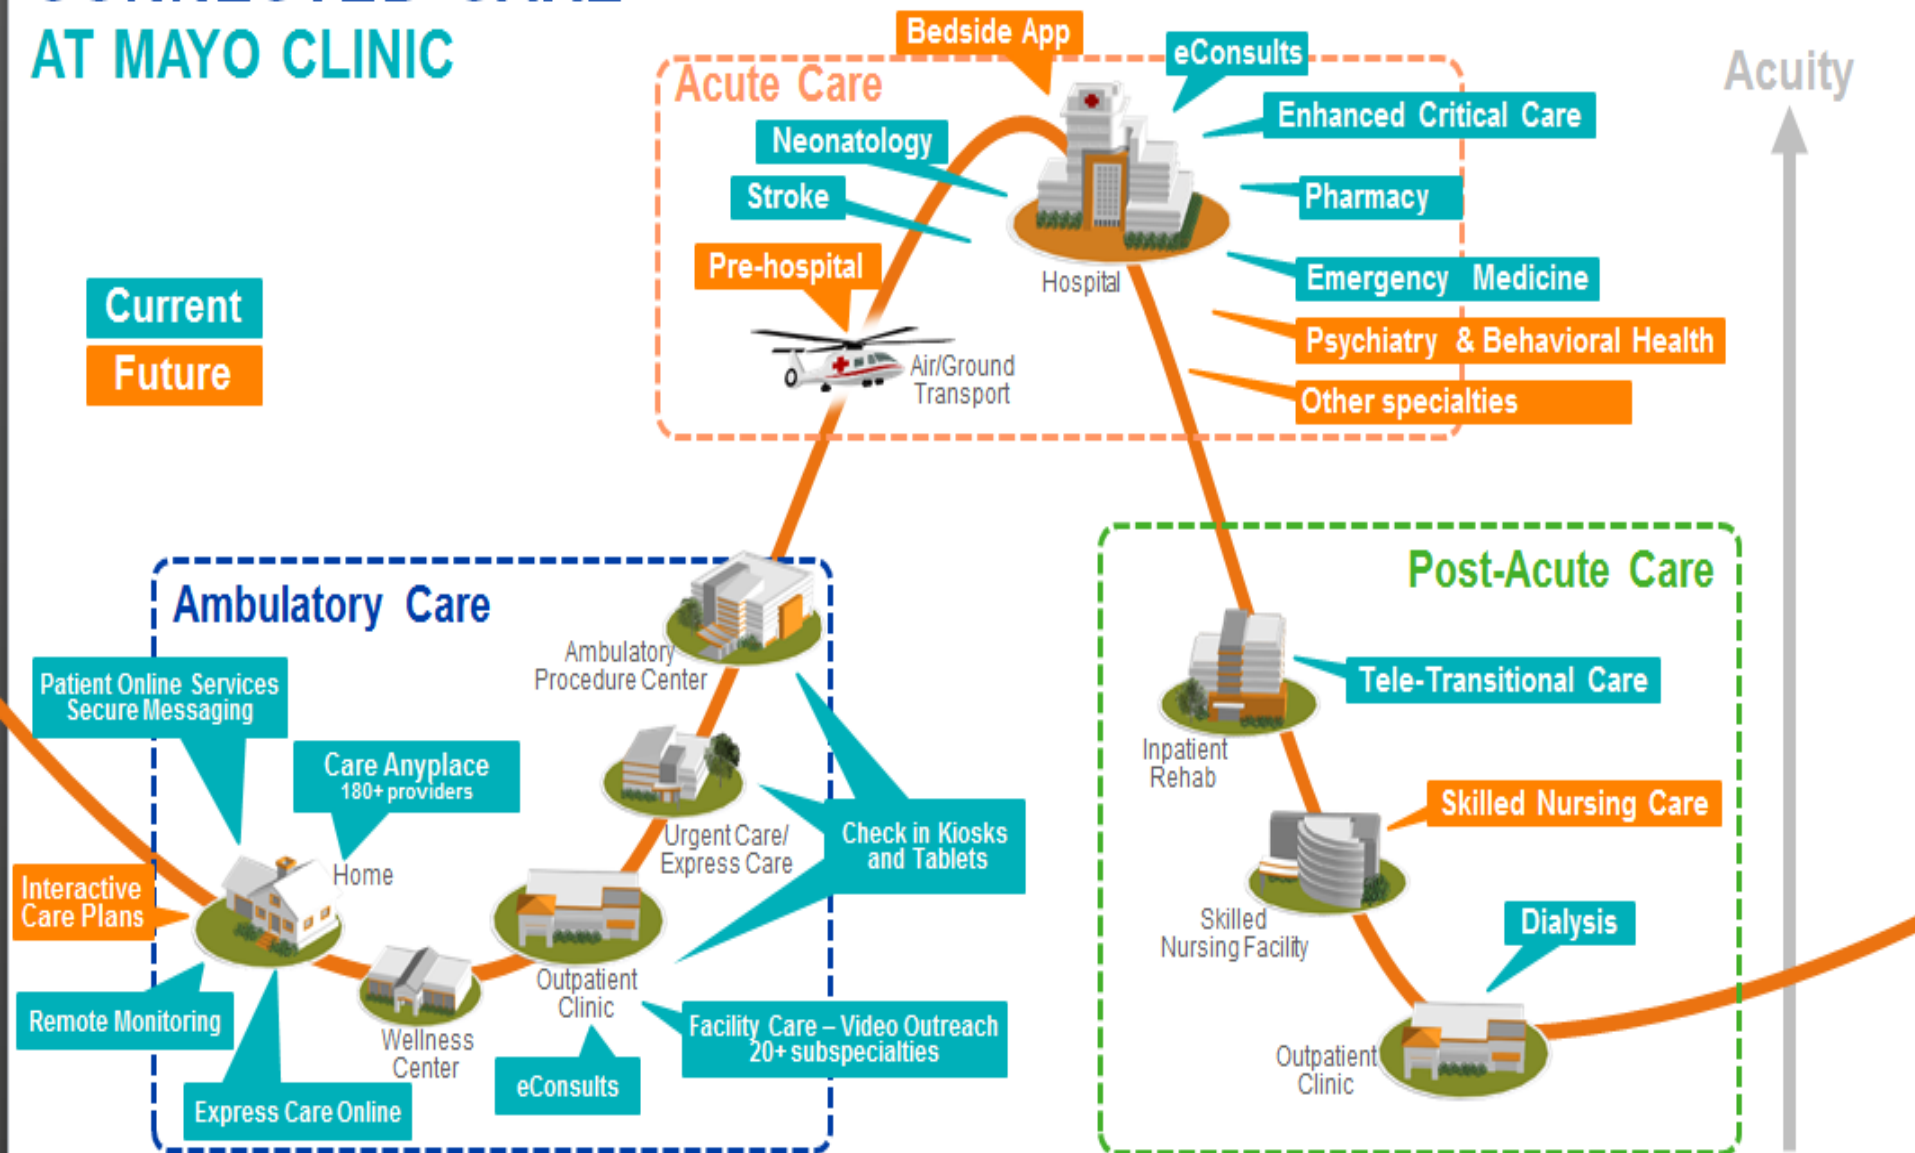 CONNECTED CARE
AT MAYO CLINIC
Current
Future
Acuity
Acute Care
Bedside App
eConsults
Enhanced Critical Care
Neonatology
Stroke
Pharmacy
Pre-hospital
Hospital
Emergency Medicine
Psychiatry & Behavioral Health
Other specialties
Air/Ground
Transport
Ambulatory Care
Ambulatory
Procedure Center
Patient Online Services
Secure Messaging
Care Anyplace
180+ providers
Urgent Care/
Express Care
Check in Kiosks
and Tablets
Home
Interactive
Care Plans
Remote Monitoring
Wellness
Center
Outpatient
Clinic
Facility Care – Video Outreach
20+ subspecialties
eConsults
Express Care Online
Post-Acute Care
Tele-Transitional Care
Inpatient
Rehab
Skilled Nursing Care
Skilled
Nursing Facility
Dialysis
Outpatient
Clinic